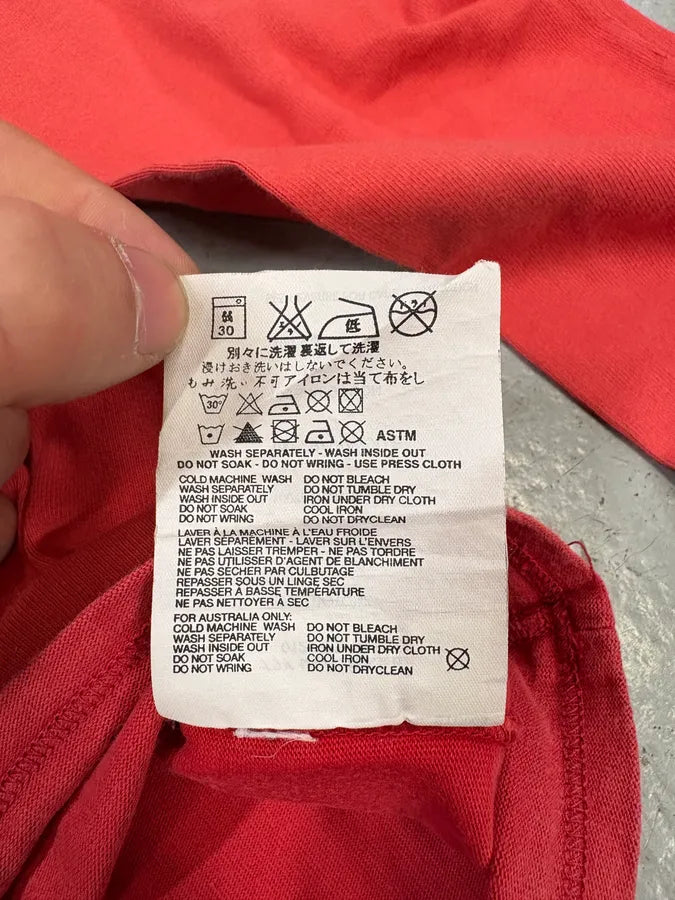 30
低
別々に洗濯 裏返して洗濯
浸けおき洗いはしないでください。
もみ洗い不可アイロンは当て布をし
30°
ASTM
WASH SEPARATELY - WASH INSIDE OUT
DO NOT SOAK - DO NOT WRING - USE PRESS CLOTH
COLD MACHINE WASH DO NOT BLEACH
WASH SEPARATELY DO NOT TUMBLE DRY
WASH INSIDE OUT IRON UNDER DRY CLOTH
DO NOT SOAK COOL IRON
DO NOT WRING DO NOT DRYCLEAN
LAVER À LA MACHINE À L'EAU FROIDE
LAVER SÉPAREMENT - LAVER SUR L'ENVERS
NE PAS LAISSER TREMPER - NE PAS TORDRE
NE PAS UTILISER D'AGENT DE BLANCHIMENT
NE PAS SÉCHER PAR CULBUTAGE
REPASSER SOUS UN LINGE SEC
REPASSER À BASSE TEMPÉRATURE
NE PAS NETTOYER À SEC
FOR AUSTRALIA ONLY:
COLD MACHINE WASH DO NOT BLEACH
WASH SEPARATELY DO NOT TUMBLE DRY
WASH INSIDE OUT IRON UNDER DRY CLOTH
DO NOT SOAK COOL IRON
DO NOT WRING DO NOT DRYCLEAN